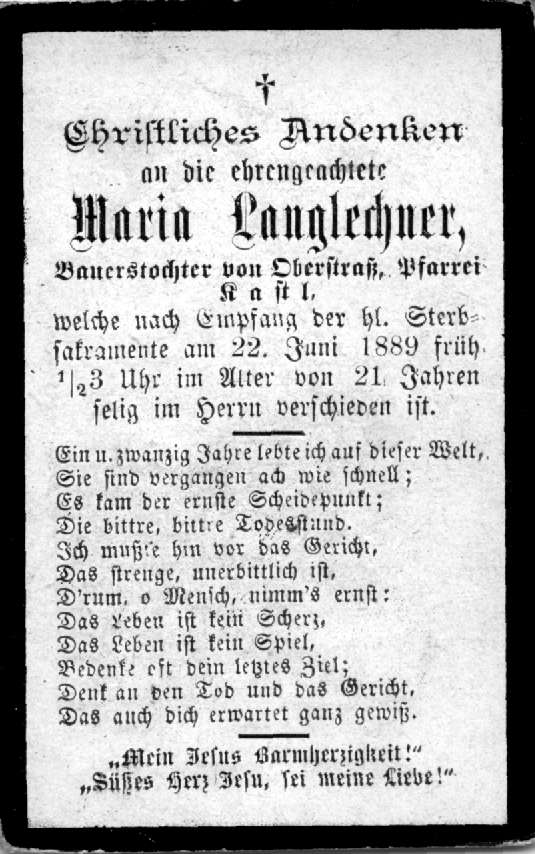 †
Christliches Andenken
an die ehrengeachtete
Maria Langlechner,
Bauerstochter von Oberstraß, Pfarrei
Kastl,
welche nach Empfang der hl. Sterb-
sakramente am 22. Juni 1889 früh
1/23 Uhr im Alter von 21 Jahren
selig im Herrn verschieden ist.
Ein u. zwanzig Jahre lebte ich auf dieser Welt,
Sie sind vergangen ach wie schnell;
Es kam der ernste Scheidepunkt;
Die bittre, bittre Todesstund.
Ich mußte hin vor das Gericht,
Das strenge, unerbittlich ist,
D'rum, o Mensch, nimm's ernst:
Das Leben ist kein Scherz,
Das Leben ist kein Spiel,
Bedenke oft dein letztes Ziel;
Denk an den Tod und das Gericht,
Das auch dich erwartet ganz gewiß.
„Mein Jesus Barmherzigkeit!"
„Süßes Herz Jesu, sei meine Liebe!"